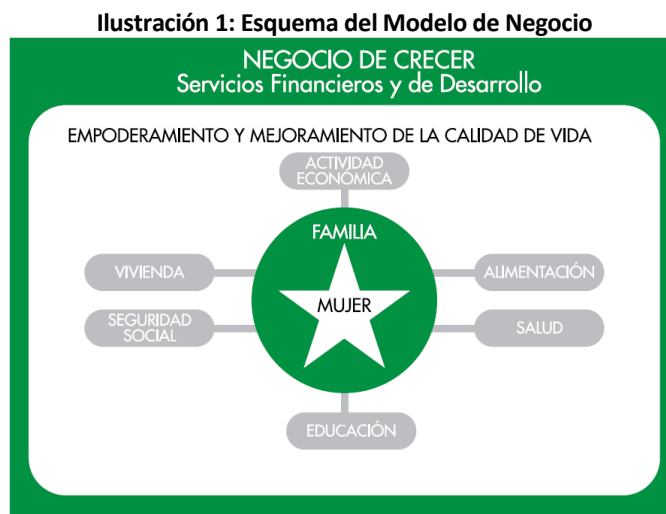 Ilustración 1: Esquema del Modelo de Negocio
NEGOCIO DE CRECER
Servicios Financieros y de Desarrollo
EMPODERAMIENTO Y MEJORAMIENTO DE LA CALIDAD DE VIDA
ACTIVIDAD
ECONÓMICA
FAMILIA
VIVIENDA
ALIMENTACIÓN
MUJER
SEGURIDAD
SOCIAL
SALUD
EDUCACIÓN